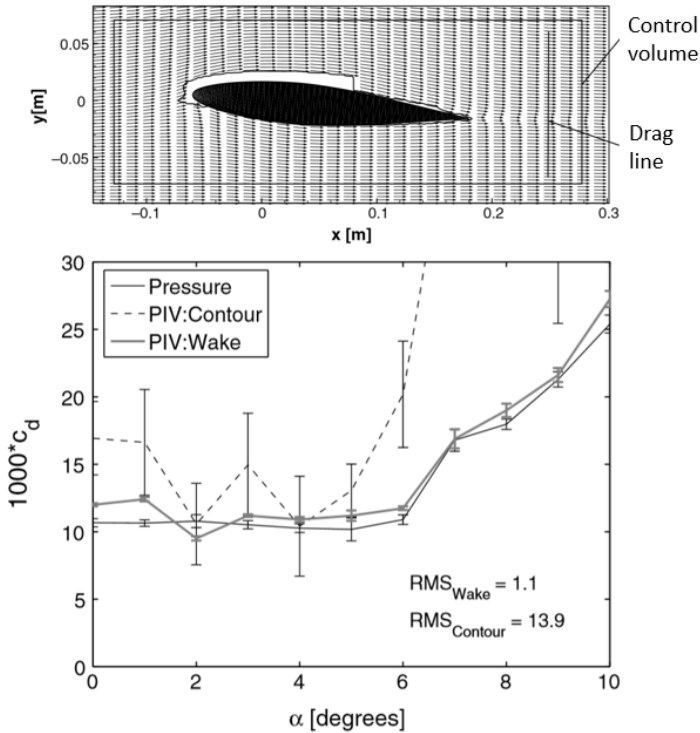 0.05
0
−0.05
y[m]
−0.1
0
0.1
0.2
0.3
x [m]
Control
volume
Drag
line
30
25
20
15
10
5
0
1000*c_d
Pressure
PIV:Contour
PIV:Wake
RMS_Wake = 1.1
RMS_Contour = 13.9
0
2
4
6
8
10
α [degrees]